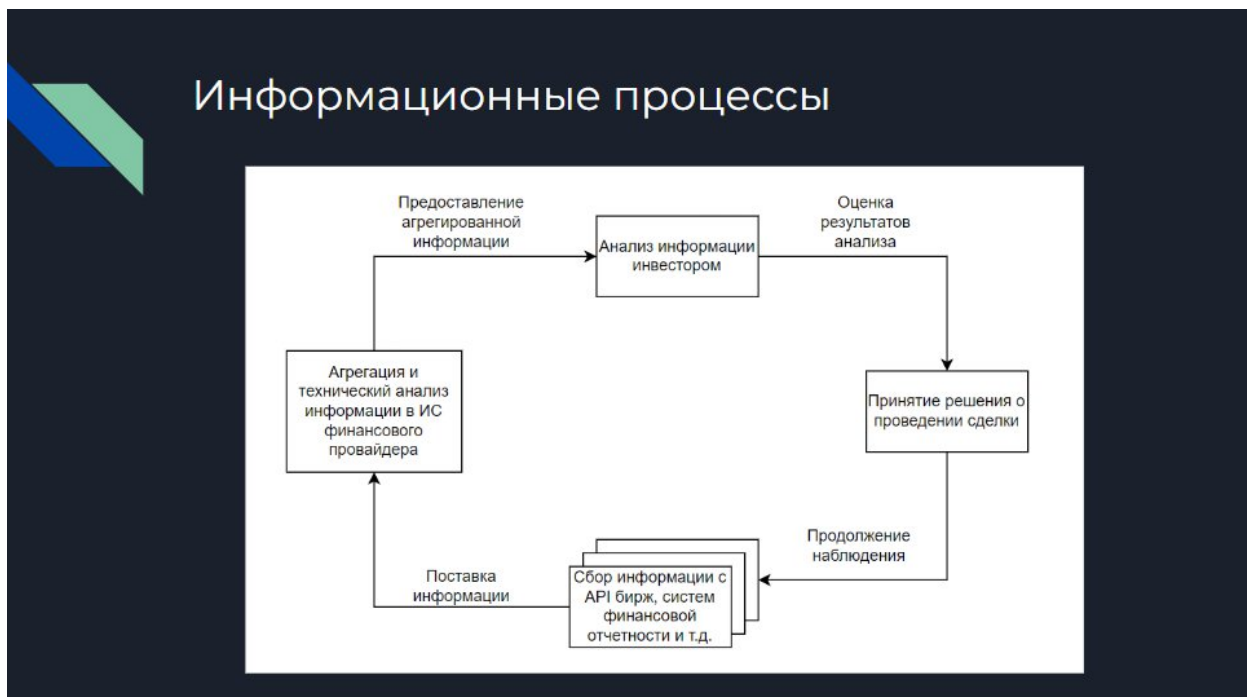 Информационные процессы
Предоставление
агрегированной
информации
Оценка
результатов
анализа
Анализ информации
инвестором
Агрегация и
технический анализ
информации в ИС
финансового
провайдера
Принятие решения о
проведении сделки
Продолжение
наблюдения
Поставка
информации
Сбор информации с
API бирж, систем
финансовой
отчетности и т.д.